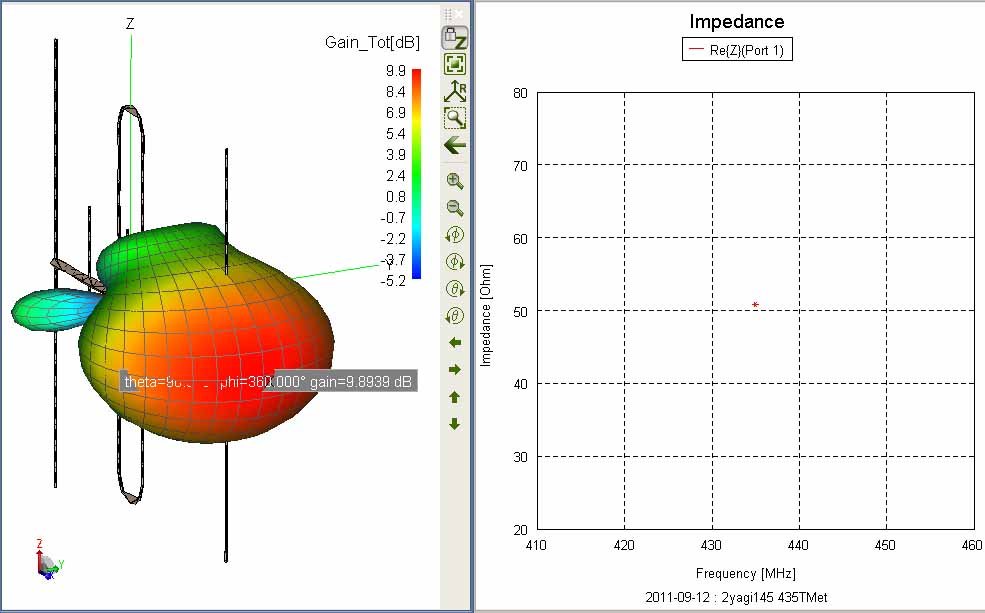 Z
Gain_Tot[dB]
9.9
8.4
6.9
5.4
3.9
2.4
0.8
-0.7
-2.2
-3.7
-5.2
Y
phi=360.000° gain=9.8939 dB
Z
Y
X
Z
R
Impedance
Re{Z}(Port 1)
80
70
60
50
40
30
20
Impedance [Ohm]
410 420 430 440 450 460
Frequency [MHz]
2011-09-12 : 2yagi145 435TMet